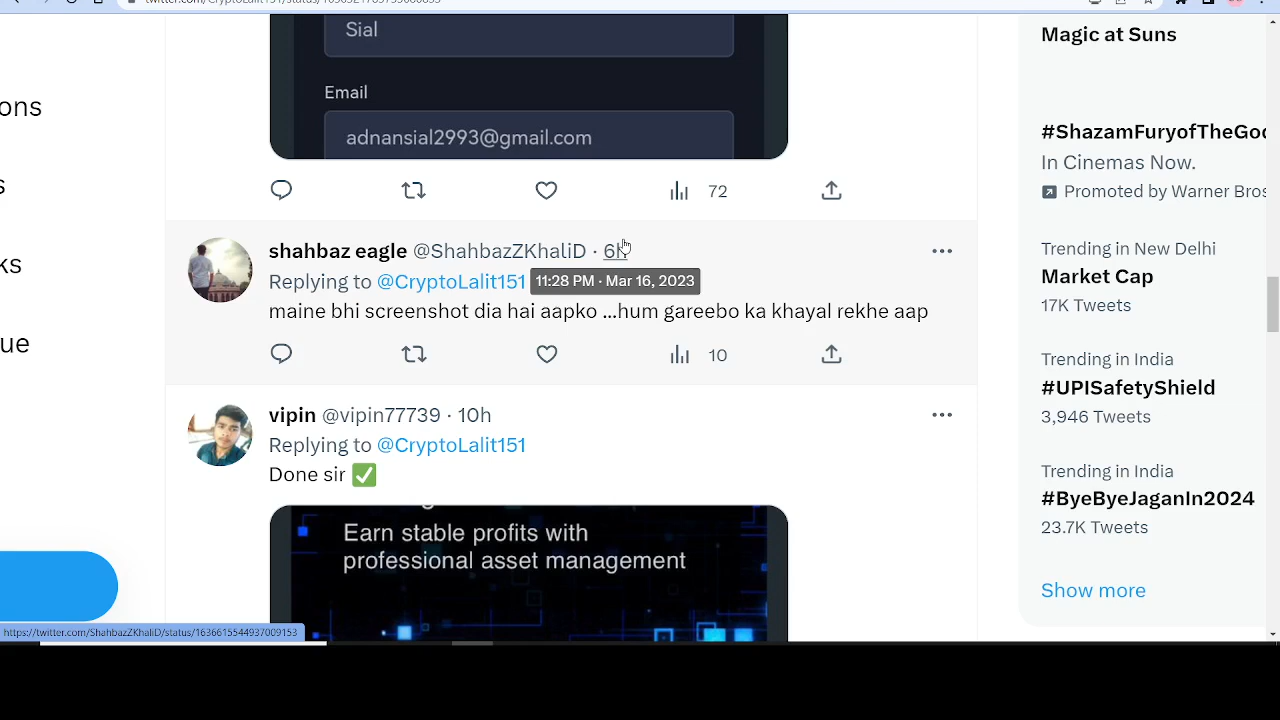 ons
s
ks
ue
Sial
Email
adnansial2993@gmail.com
72
shahbaz eagle @ShahbazZKhaliD · 6h
Replying to @CryptoLalit151
11:28 PM · Mar 16, 2023
maine bhi screenshot dia hai aapko ...hum gareebo ka khayal rekhe aap
10
vipin @vipin77739 · 10h
Replying to @CryptoLalit151
Done sir ✅
Earn stable profits with
professional asset management
Magic at Suns
#ShazamFuryofTheGod
In Cinemas Now.
Promoted by Warner Bros
Trending in New Delhi
Market Cap
17K Tweets
Trending in India
#UPISafetyShield
3,946 Tweets
Trending in India
#ByeByeJaganIn2024
23.7K Tweets
Show more
https://twitter.com/ShahbazZKhaliD/status/1636615544937009153